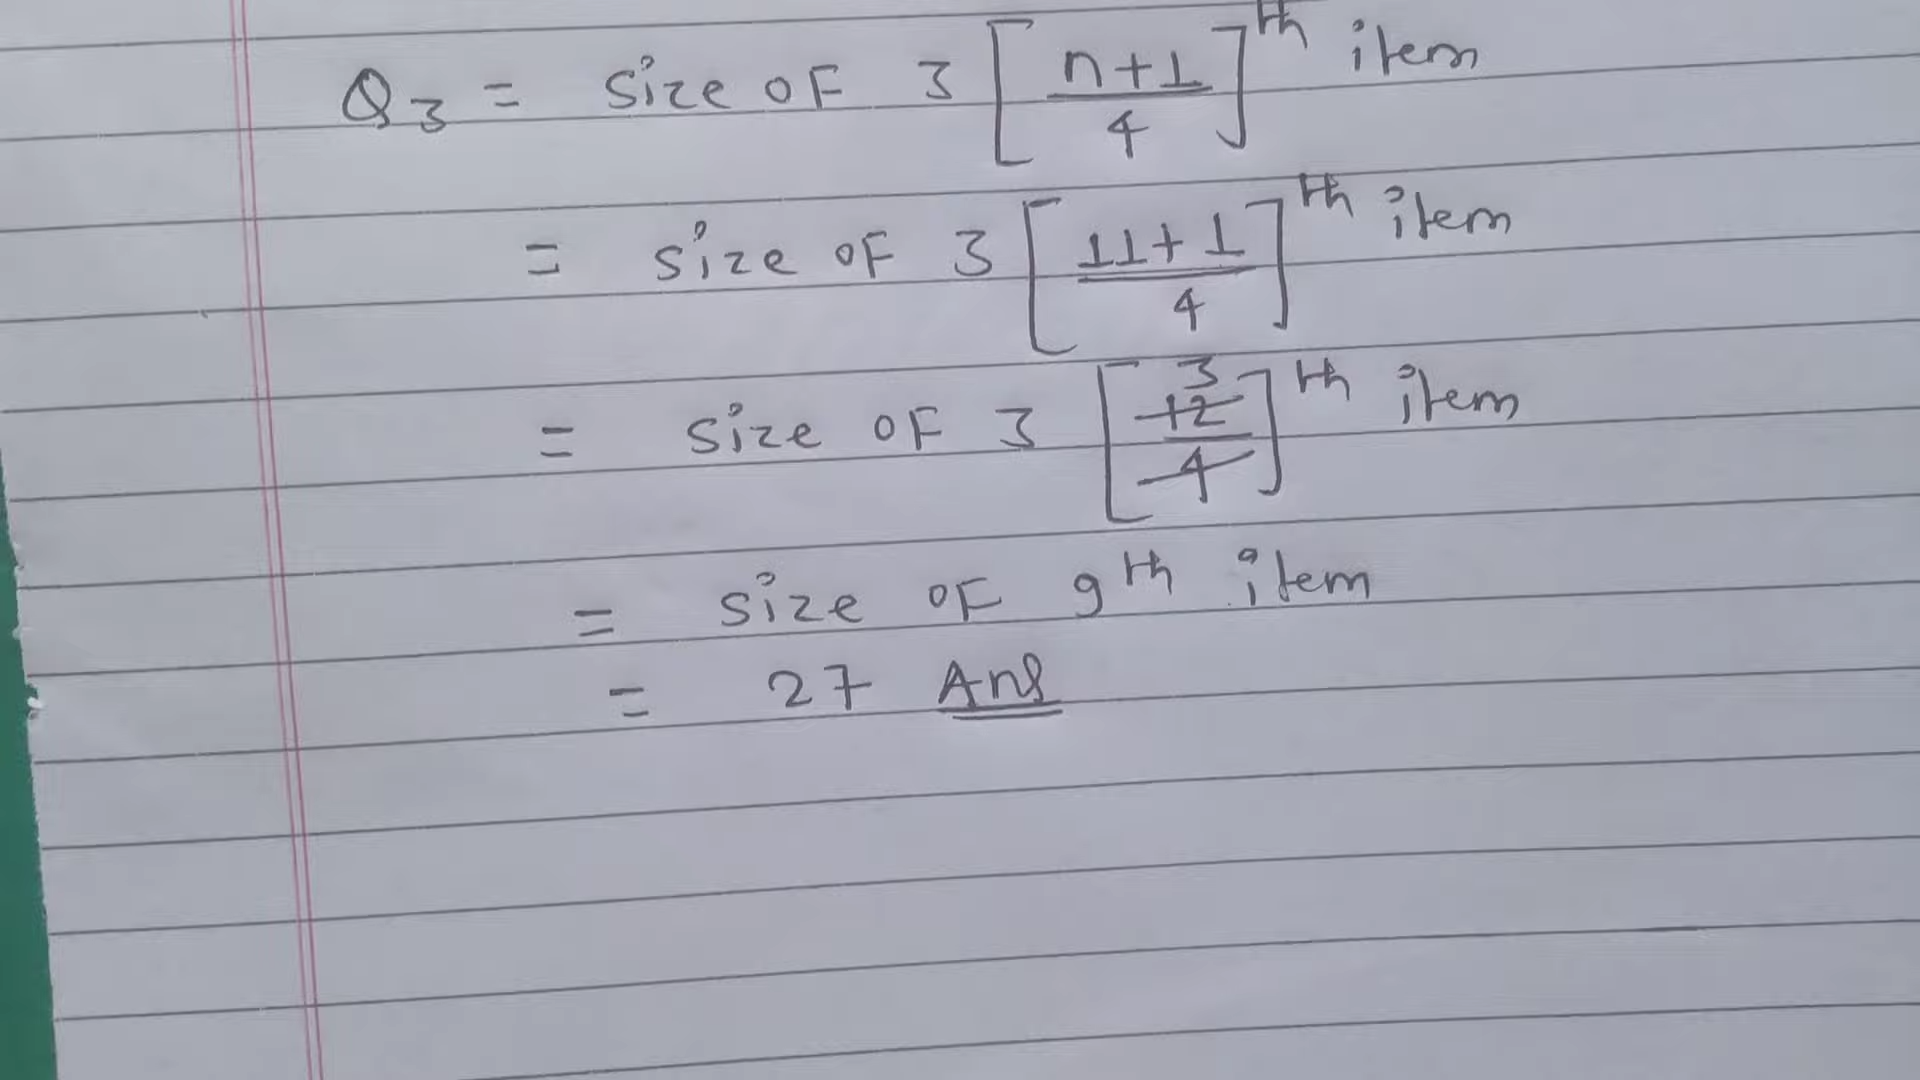 Q3 = size of 3 [n+1/4]th item
= size of 3 [11+1/4]th item
= size of 3 [12/4]3 th item
= size of 9th item
= 27 Ans